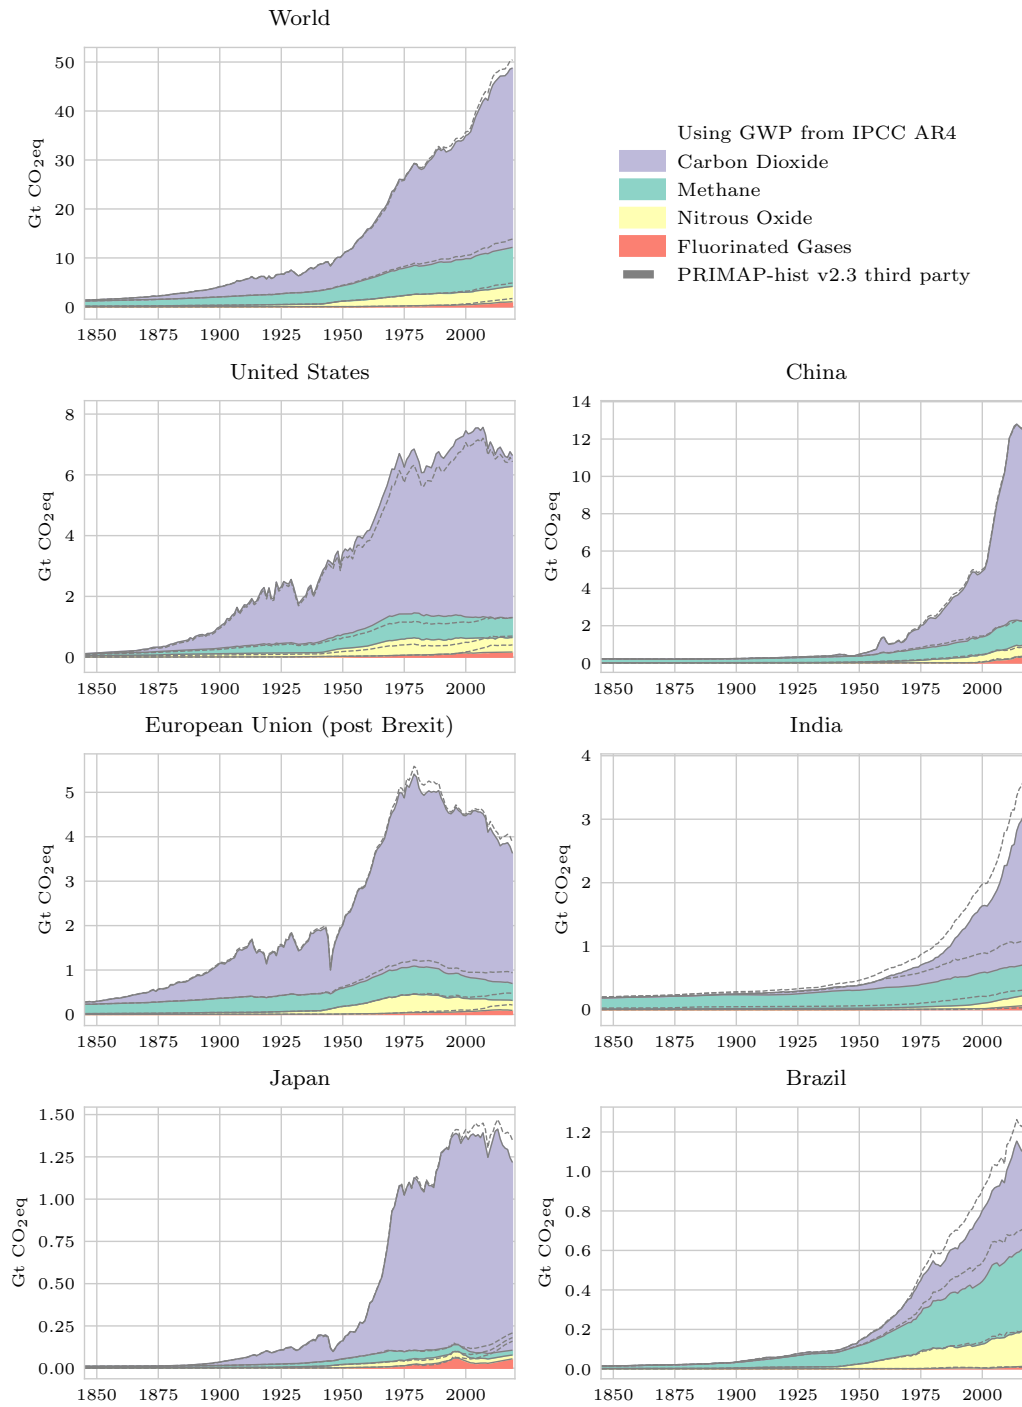 World
Gt CO₂eq
50
40
30
20
10
0
1850 1875 1900 1925 1950 1975 2000
Using GWP from IPCC AR4
Carbon Dioxide
Methane
Nitrous Oxide
Fluorinated Gases
PRIMAP-hist v2.3 third party
United States
Gt CO₂eq
8
6
4
2
0
1850 1875 1900 1925 1950 1975 2000
China
Gt CO₂eq
14
12
10
8
6
4
2
0
1850 1875 1900 1925 1950 1975 2000
European Union (post Brexit)
Gt CO₂eq
5
4
3
2
1
0
1850 1875 1900 1925 1950 1975 2000
India
Gt CO₂eq
4
3
2
1
0
1850 1875 1900 1925 1950 1975 2000
Japan
Gt CO₂eq
1.50
1.25
1.00
0.75
0.50
0.25
0.00
1850 1875 1900 1925 1950 1975 2000
Brazil
Gt CO₂eq
1.2
1.0
0.8
0.6
0.4
0.2
0.0
1850 1875 1900 1925 1950 1975 2000